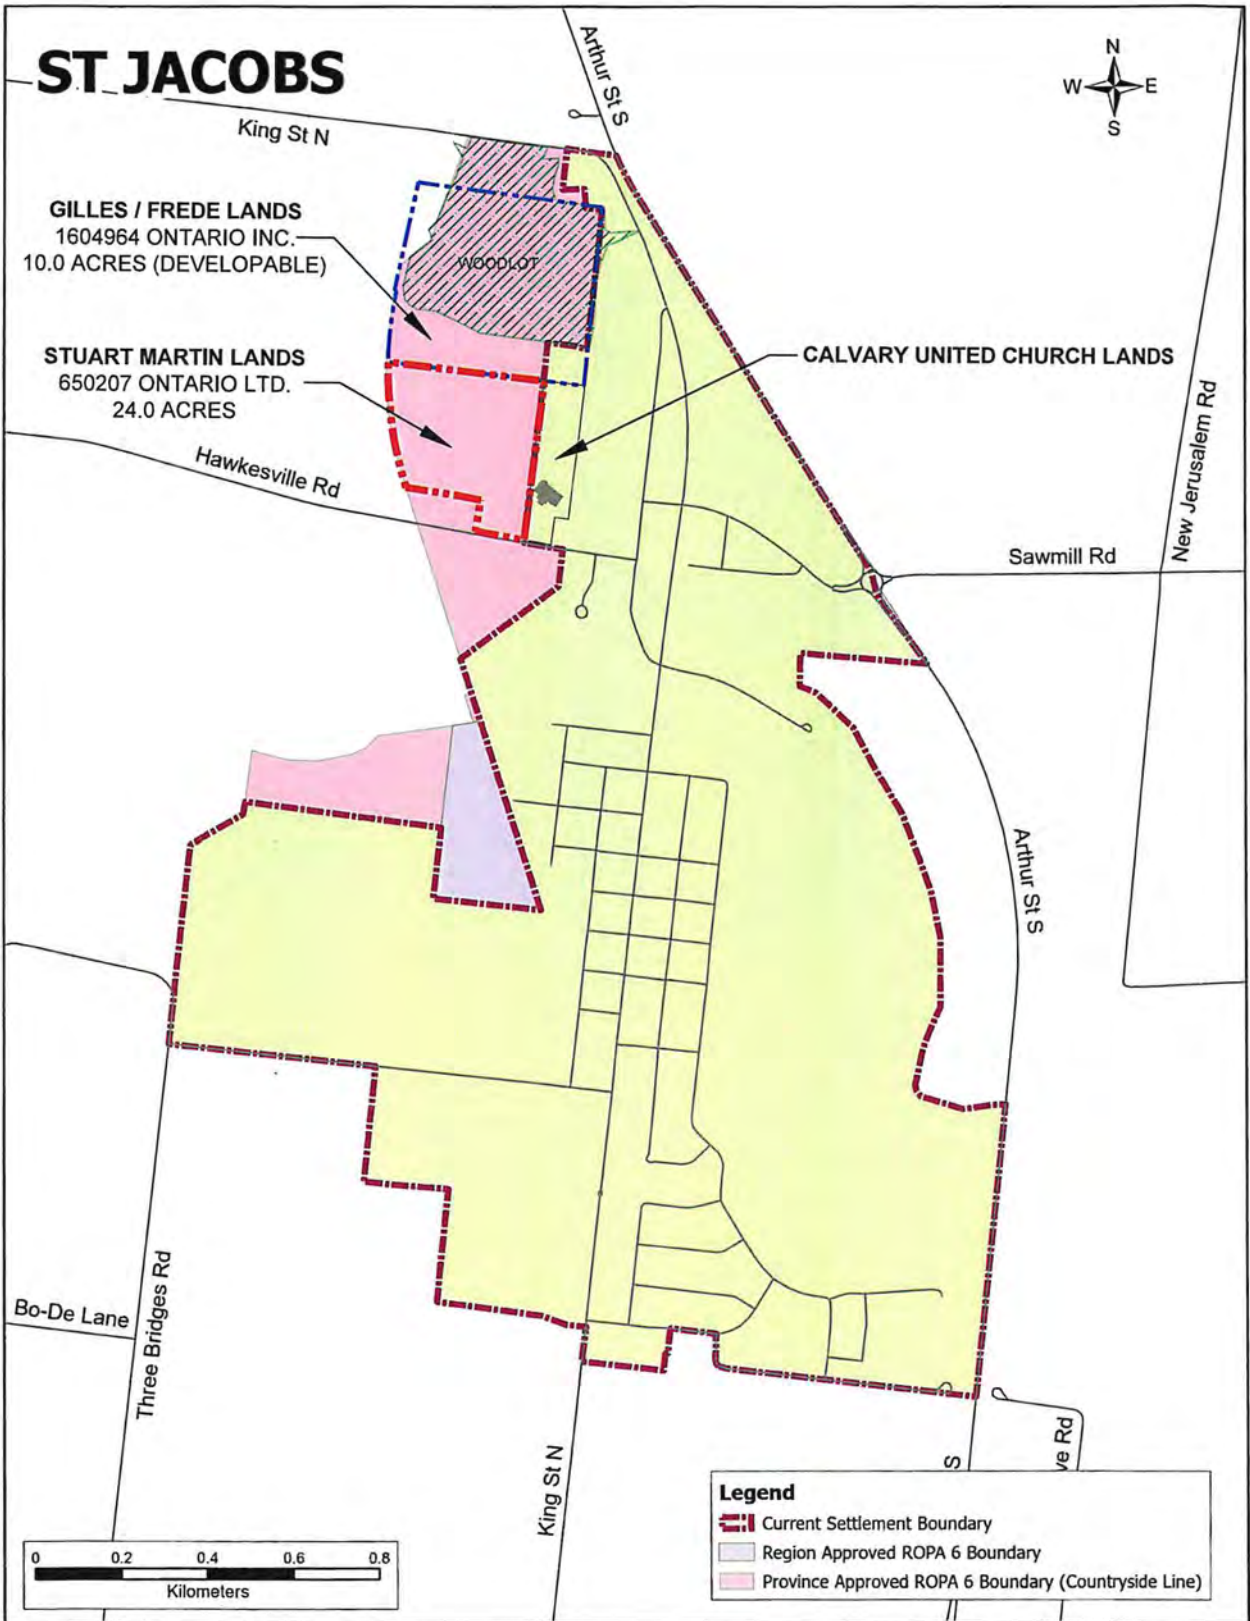 ST JACOBS
Arthur St S
N
W E
S
King St N
GILLES / FREDE LANDS
1604964 ONTARIO INC.
10.0 ACRES (DEVELOPABLE)
WOODLOT
STUART MARTIN LANDS
650207 ONTARIO LTD.
24.0 ACRES
CALVARY UNITED CHURCH LANDS
New Jerusalem Rd
Hawkesville Rd
Sawmill Rd
Arthur St S
Three Bridges Rd
Bo-De Lane
King St N
S
ve Rd
Legend
Current Settlement Boundary
Region Approved ROPA 6 Boundary
Province Approved ROPA 6 Boundary (Countryside Line)
0 0.2 0.4 0.6 0.8
Kilometers